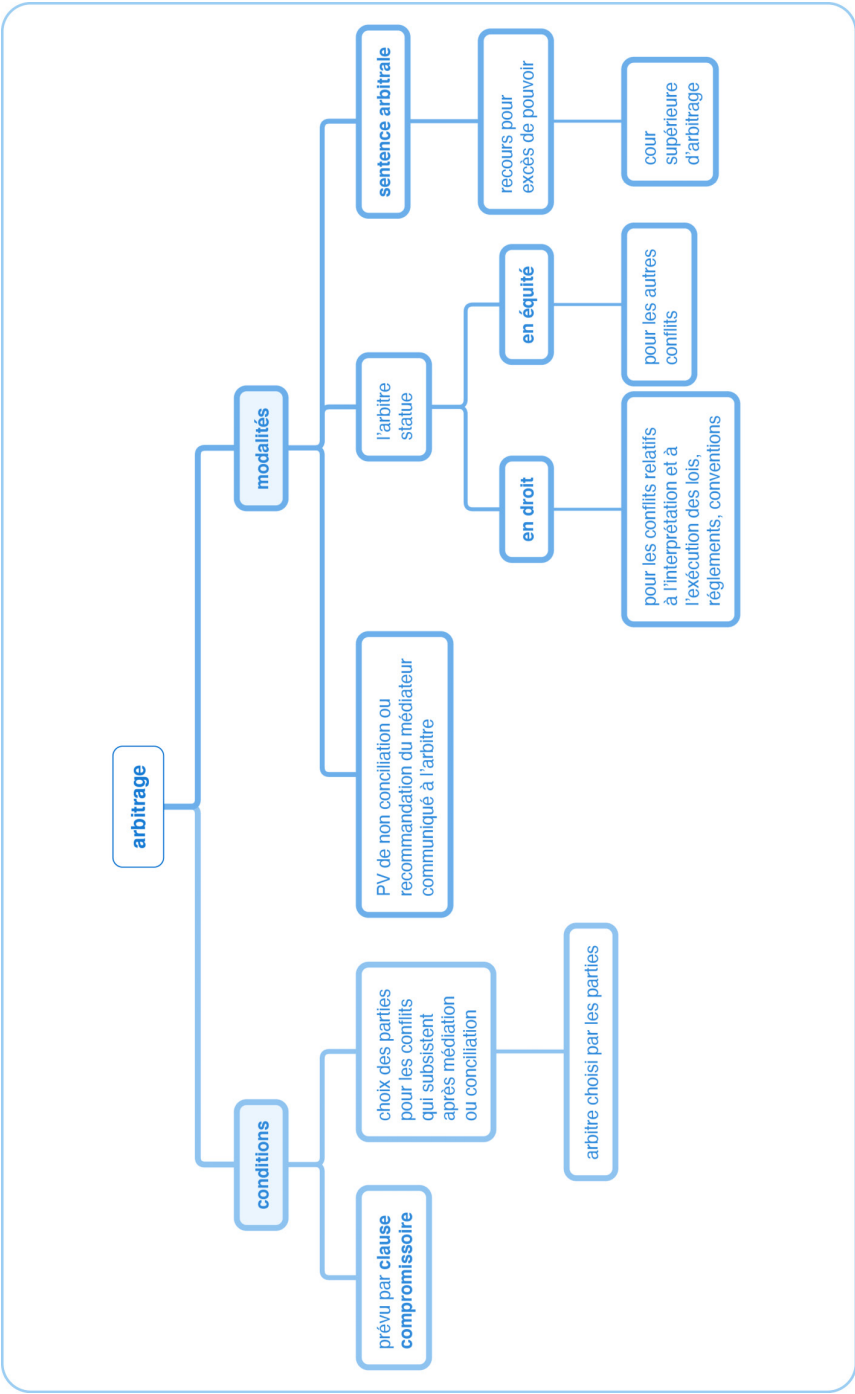 arbitrage
conditions
modalités
prévu par clause
compromissoire
choix des parties
pour les conflits
qui subsistent
après médiation
ou conciliation
PV de non conciliation ou
recommandation du médiateur
communiqué à l'arbitre
l'arbitre
statue
sentence arbitrale
arbitre choisi par les parties
en droit
en équité
recours pour
excès de pouvoir
pour les conflits relatifs
à l'interprétation et à
l'exécution des lois,
réglements, conventions
pour les autres
conflits
cour
supérieure
d'arbitrage